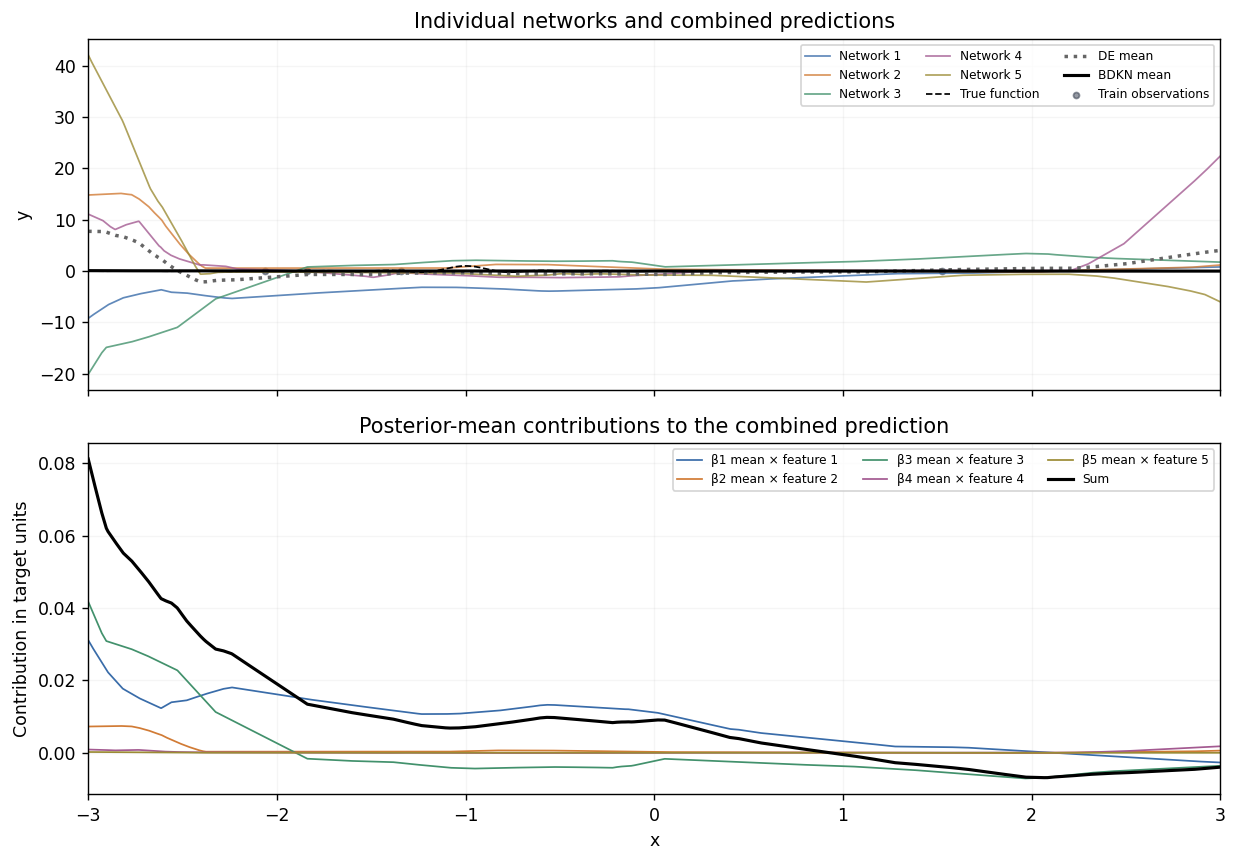 Individual networks and combined predictions
Network 1
Network 2
Network 3
Network 4
Network 5
True function
DE mean
BDKN mean
Train observations
40
30
20
10
0
−10
−20
y
Posterior-mean contributions to the combined prediction
β1 mean × feature 1
β2 mean × feature 2
β3 mean × feature 3
β4 mean × feature 4
β5 mean × feature 5
Sum
0.08
0.06
0.04
0.02
0.00
Contribution in target units
−3
−2
−1
0
1
2
3
x